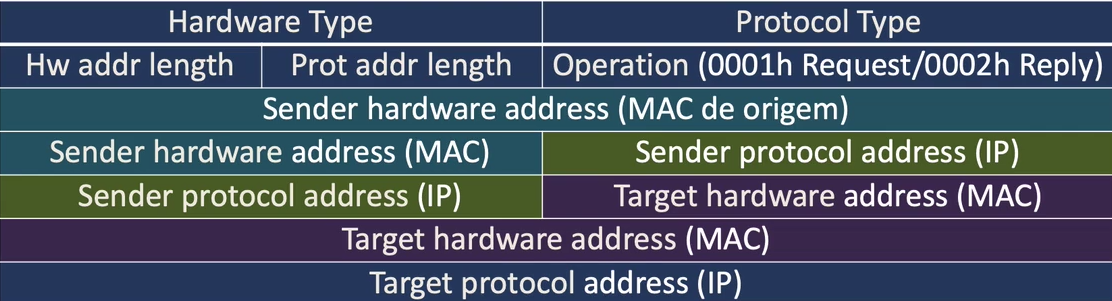 Hardware Type Protocol Type
Hw addr length Prot addr length Operation (0001h Request/0002h Reply)
Sender hardware address (MAC de origem)
Sender hardware address (MAC) Sender protocol address (IP)
Sender protocol address (IP) Target hardware address (MAC)
Target hardware address (MAC)
Target protocol address (IP)